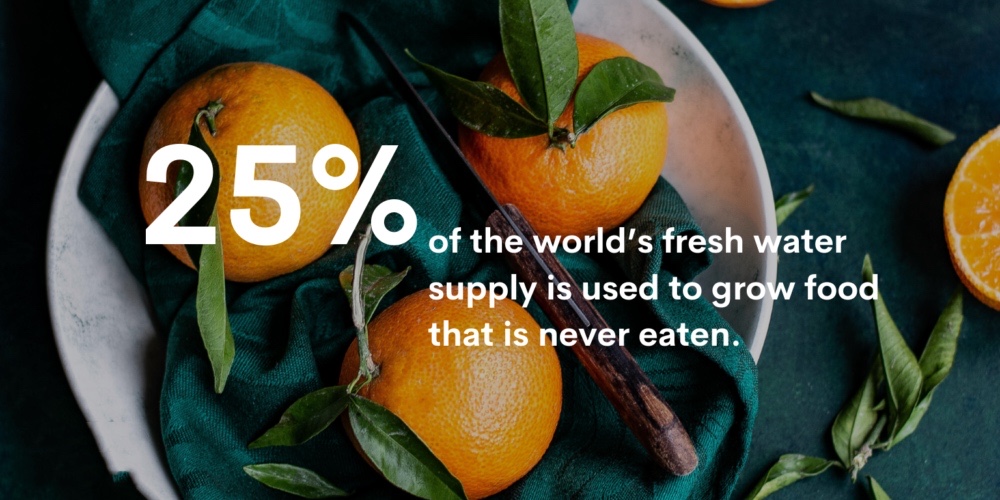 25%
of the world’s fresh water
supply is used to grow food
that is never eaten.